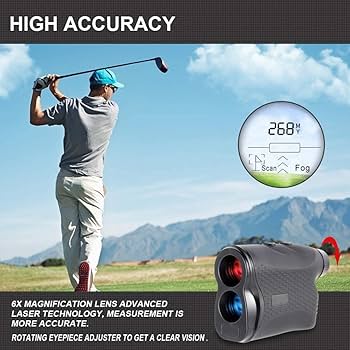 HIGH ACCURACY
268 M
Y
Scan Fog
6X MAGNIFICATION LENS ADVANCED
LASER TECHNOLOGY, MEASUREMENT IS
MORE ACCURATE.
ROTATING EYEPIECE ADJUSTER TO GET A CLEAR VISION .